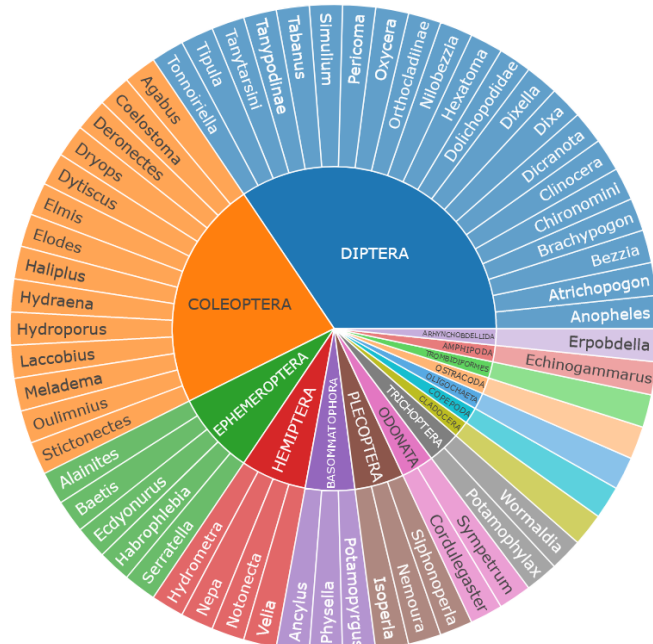 Tonnoiriella
Tipula
Tanytarsini
Tanypodinae
Tabanus
Simulium
Pericoma
Oxycera
Orthocladiinae
Nilobezzia
Hexatoma
Dolichopodidae
Dixella
Dixa
Dicranota
Clinocera
Chironomini
Brachypogon
Bezzia
Atrichopogon
Anopheles
DIPTERA
Agabus
Coelostoma
Deronectes
Dryops
Dytiscus
Elmis
Elodes
Haliplus
Hydraena
Hydroporus
Laccobius
Meladema
Oulimnius
Stictonectes
COLEOPTERA
Alainites
Baetis
Ecdyonurus
Habrophlebia
Serratella
EPHEMEROPTERA
Hydrometra
Nepa
Notonecta
Velia
HEMIPTERA
Ancylus
Physella
Potamopyrgus
BASOMMATOPHORA
Isoperla
Nemoura
Siphonoperla
PLECOPTERA
Cordulegaster
Sympetrum
ODONATA
Potamophylax
Wormaldia
TRICHOPTERA
CLADOCERA
COPEPODA
OLIGOCHAETA
OSTRACODA
TROMBIDIFORMES
AMPHIPODA
Echinogammarus
ARHYNCHOBDELLIDA
Erpobdella